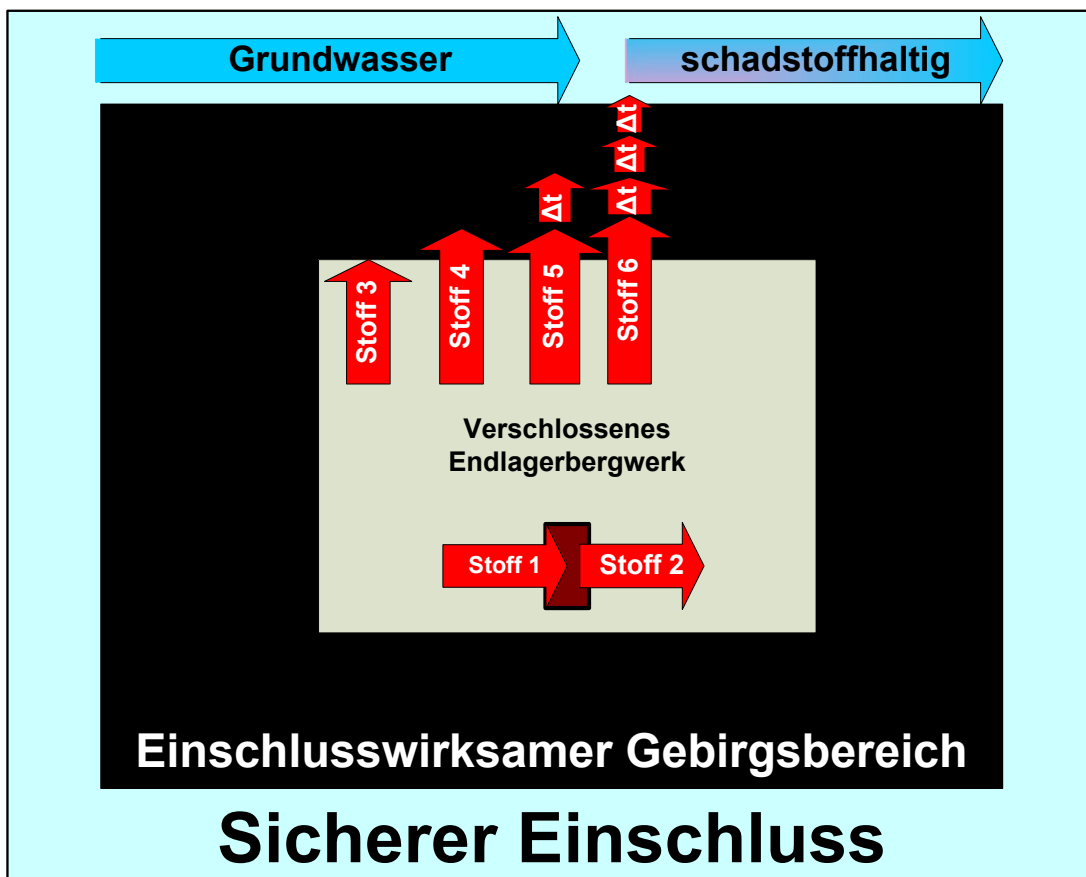 Grundwasser
schadstoffhaltig
Δt
Δt
Δt
Δt
Stoff 3
Stoff 4
Stoff 5
Stoff 6
Verschlossenes
Endlagerbergwerk
Stoff 1
Stoff 2
Einschlusswirksamer Gebirgsbereich
Sicherer Einschluss